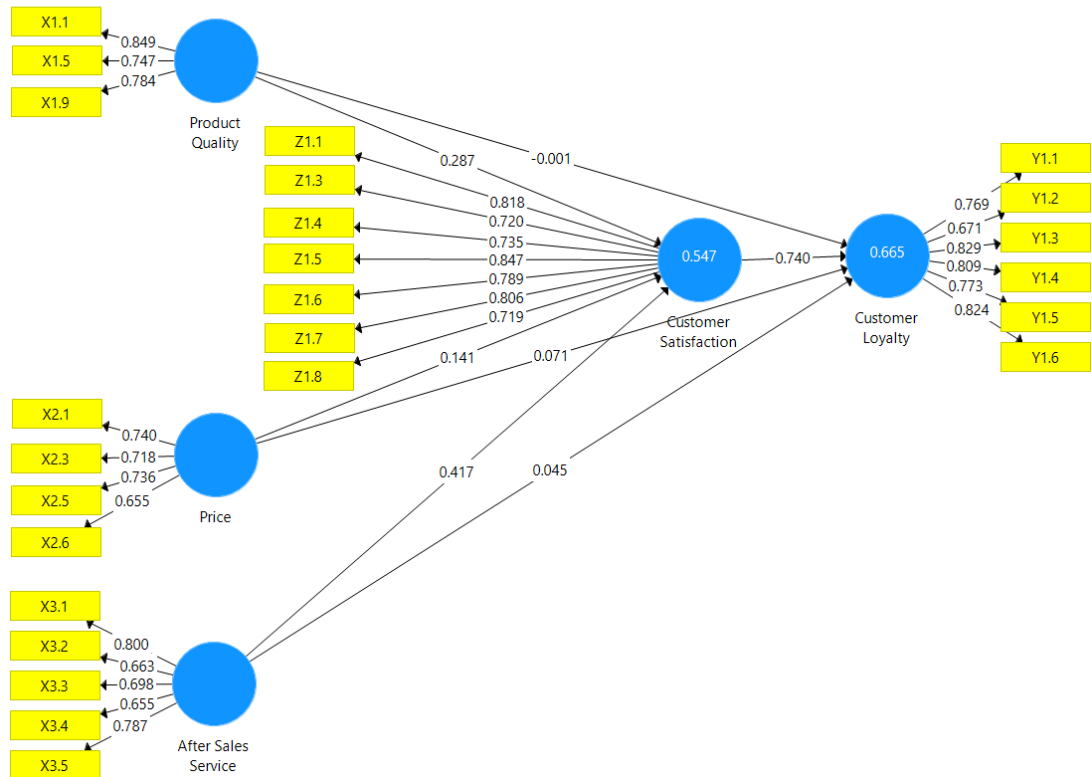 X1.1
0.849
X1.5
0.747
0.784
X1.9
Product
Quality
Z1.1
0.287
-0.001
Y1.1
Z1.3
0.818
0.769
Y1.2
0.720
0.671
Z1.4
0.735
0.829
Y1.3
Z1.5
0.847
0.547
0.740
0.665
0.809
Y1.4
0.789
0.773
Z1.6
0.806
0.824
Y1.5
0.719
Customer
Satisfaction
Customer
Loyalty
Z1.7
0.141
0.071
Y1.6
Z1.8
X2.1
0.740
X2.3
0.718
0.736
X2.5
0.655
0.417
0.045
Price
X2.6
X3.1
0.800
X3.2
0.663
X3.3
0.698
0.655
X3.4
0.787
After Sales
Service
X3.5